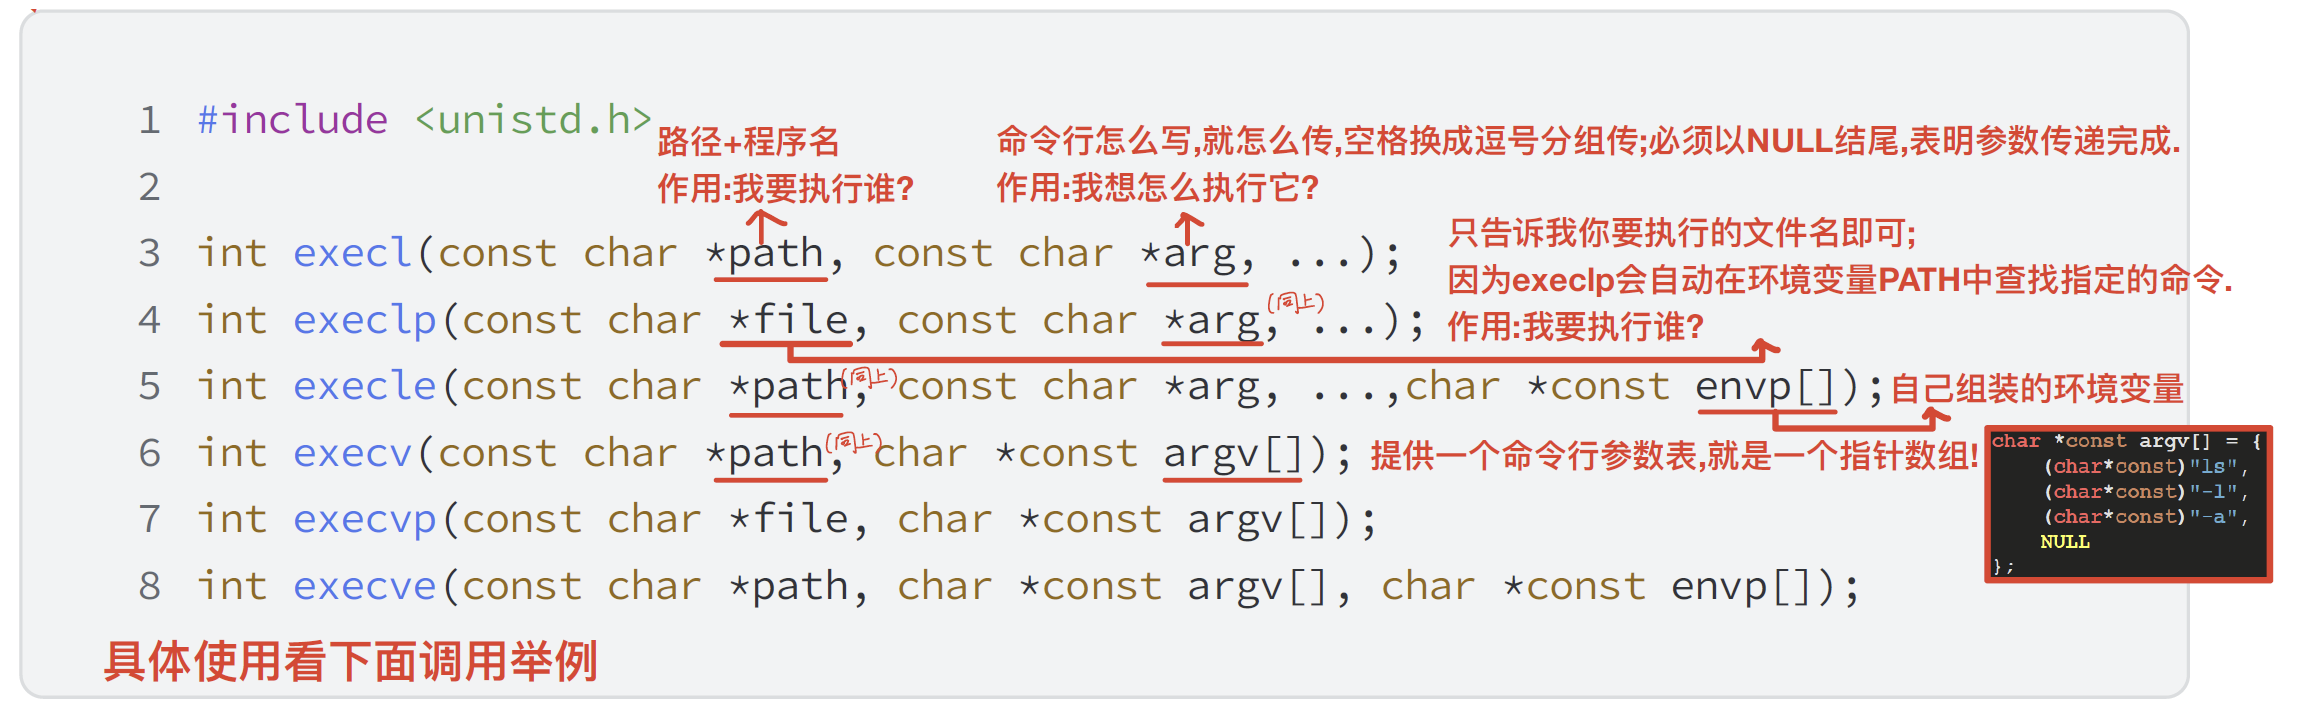 1 #include <unistd.h>
路径+程序名
作用:我要执行谁?
命令行怎么写,就怎么传,空格换成逗号分组传;必须以NULL结尾,表明参数传递完成.
作用:我想怎么执行它?
2
3 int execl(const char *path, const char *arg, ...);
只告诉我你要执行的文件名即可;
因为execlp会自动在环境变量PATH中查找指定的命令.
作用:我要执行谁?
4 int execlp(const char *file, const char *arg, ...);
(同上)
5 int execle(const char *path, const char *arg, ...,char *const envp[]);
(同上)
自己组装的环境变量
6 int execv(const char *path, char *const argv[]);
(同上)
提供一个命令行参数表,就是一个指针数组!
char *const argv[] = {
(char*const)"ls",
(char*const)"-l",
(char*const)"-a",
NULL
};
7 int execvp(const char *file, char *const argv[]);
8 int execve(const char *path, char *const argv[], char *const envp[]);
具体使用看下面调用举例